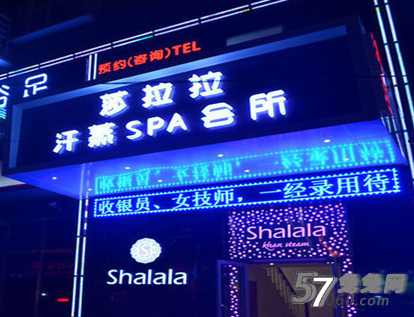 足
预约(咨询)TEL
莎拉拉
汗蒸SPA会所
收银员、女技师，一经录用待
Shalala
khan steam
Shalala
57